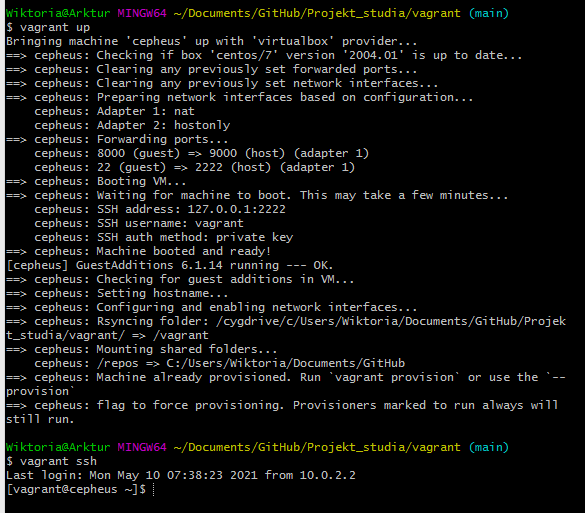 Wiktoria@Arktur MINGW64 ~/Documents/GitHub/Projekt_studia/vagrant (main)
$ vagrant up
Bringing machine 'cepheus' up with 'virtualbox' provider...
==> cepheus: Checking if box 'centos/7' version '2004.01' is up to date...
==> cepheus: Clearing any previously set forwarded ports...
==> cepheus: Clearing any previously set network interfaces...
==> cepheus: Preparing network interfaces based on configuration...
    cepheus: Adapter 1: nat
    cepheus: Adapter 2: hostonly
==> cepheus: Forwarding ports...
    cepheus: 8000 (guest) => 9000 (host) (adapter 1)
    cepheus: 22 (guest) => 2222 (host) (adapter 1)
==> cepheus: Booting VM...
==> cepheus: Waiting for machine to boot. This may take a few minutes...
    cepheus: SSH address: 127.0.0.1:2222
    cepheus: SSH username: vagrant
    cepheus: SSH auth method: private key
==> cepheus: Machine booted and ready!
[cepheus] GuestAdditions 6.1.14 running --- OK.
==> cepheus: Checking for guest additions in VM...
==> cepheus: Setting hostname...
==> cepheus: Configuring and enabling network interfaces...
==> cepheus: Rsyncing folder: /cygdrive/c/Users/Wiktoria/Documents/GitHub/Projek
t_studia/vagrant/ => /vagrant
==> cepheus: Mounting shared folders...
    cepheus: /repos => C:/Users/Wiktoria/Documents/GitHub
==> cepheus: Machine already provisioned. Run `vagrant provision` or use the `--
provision`
==> cepheus: flag to force provisioning. Provisioners marked to run always will
still run.
Wiktoria@Arktur MINGW64 ~/Documents/GitHub/Projekt_studia/vagrant (main)
$ vagrant ssh
Last login: Mon May 10 07:38:23 2021 from 10.0.2.2
[vagrant@cepheus ~]$